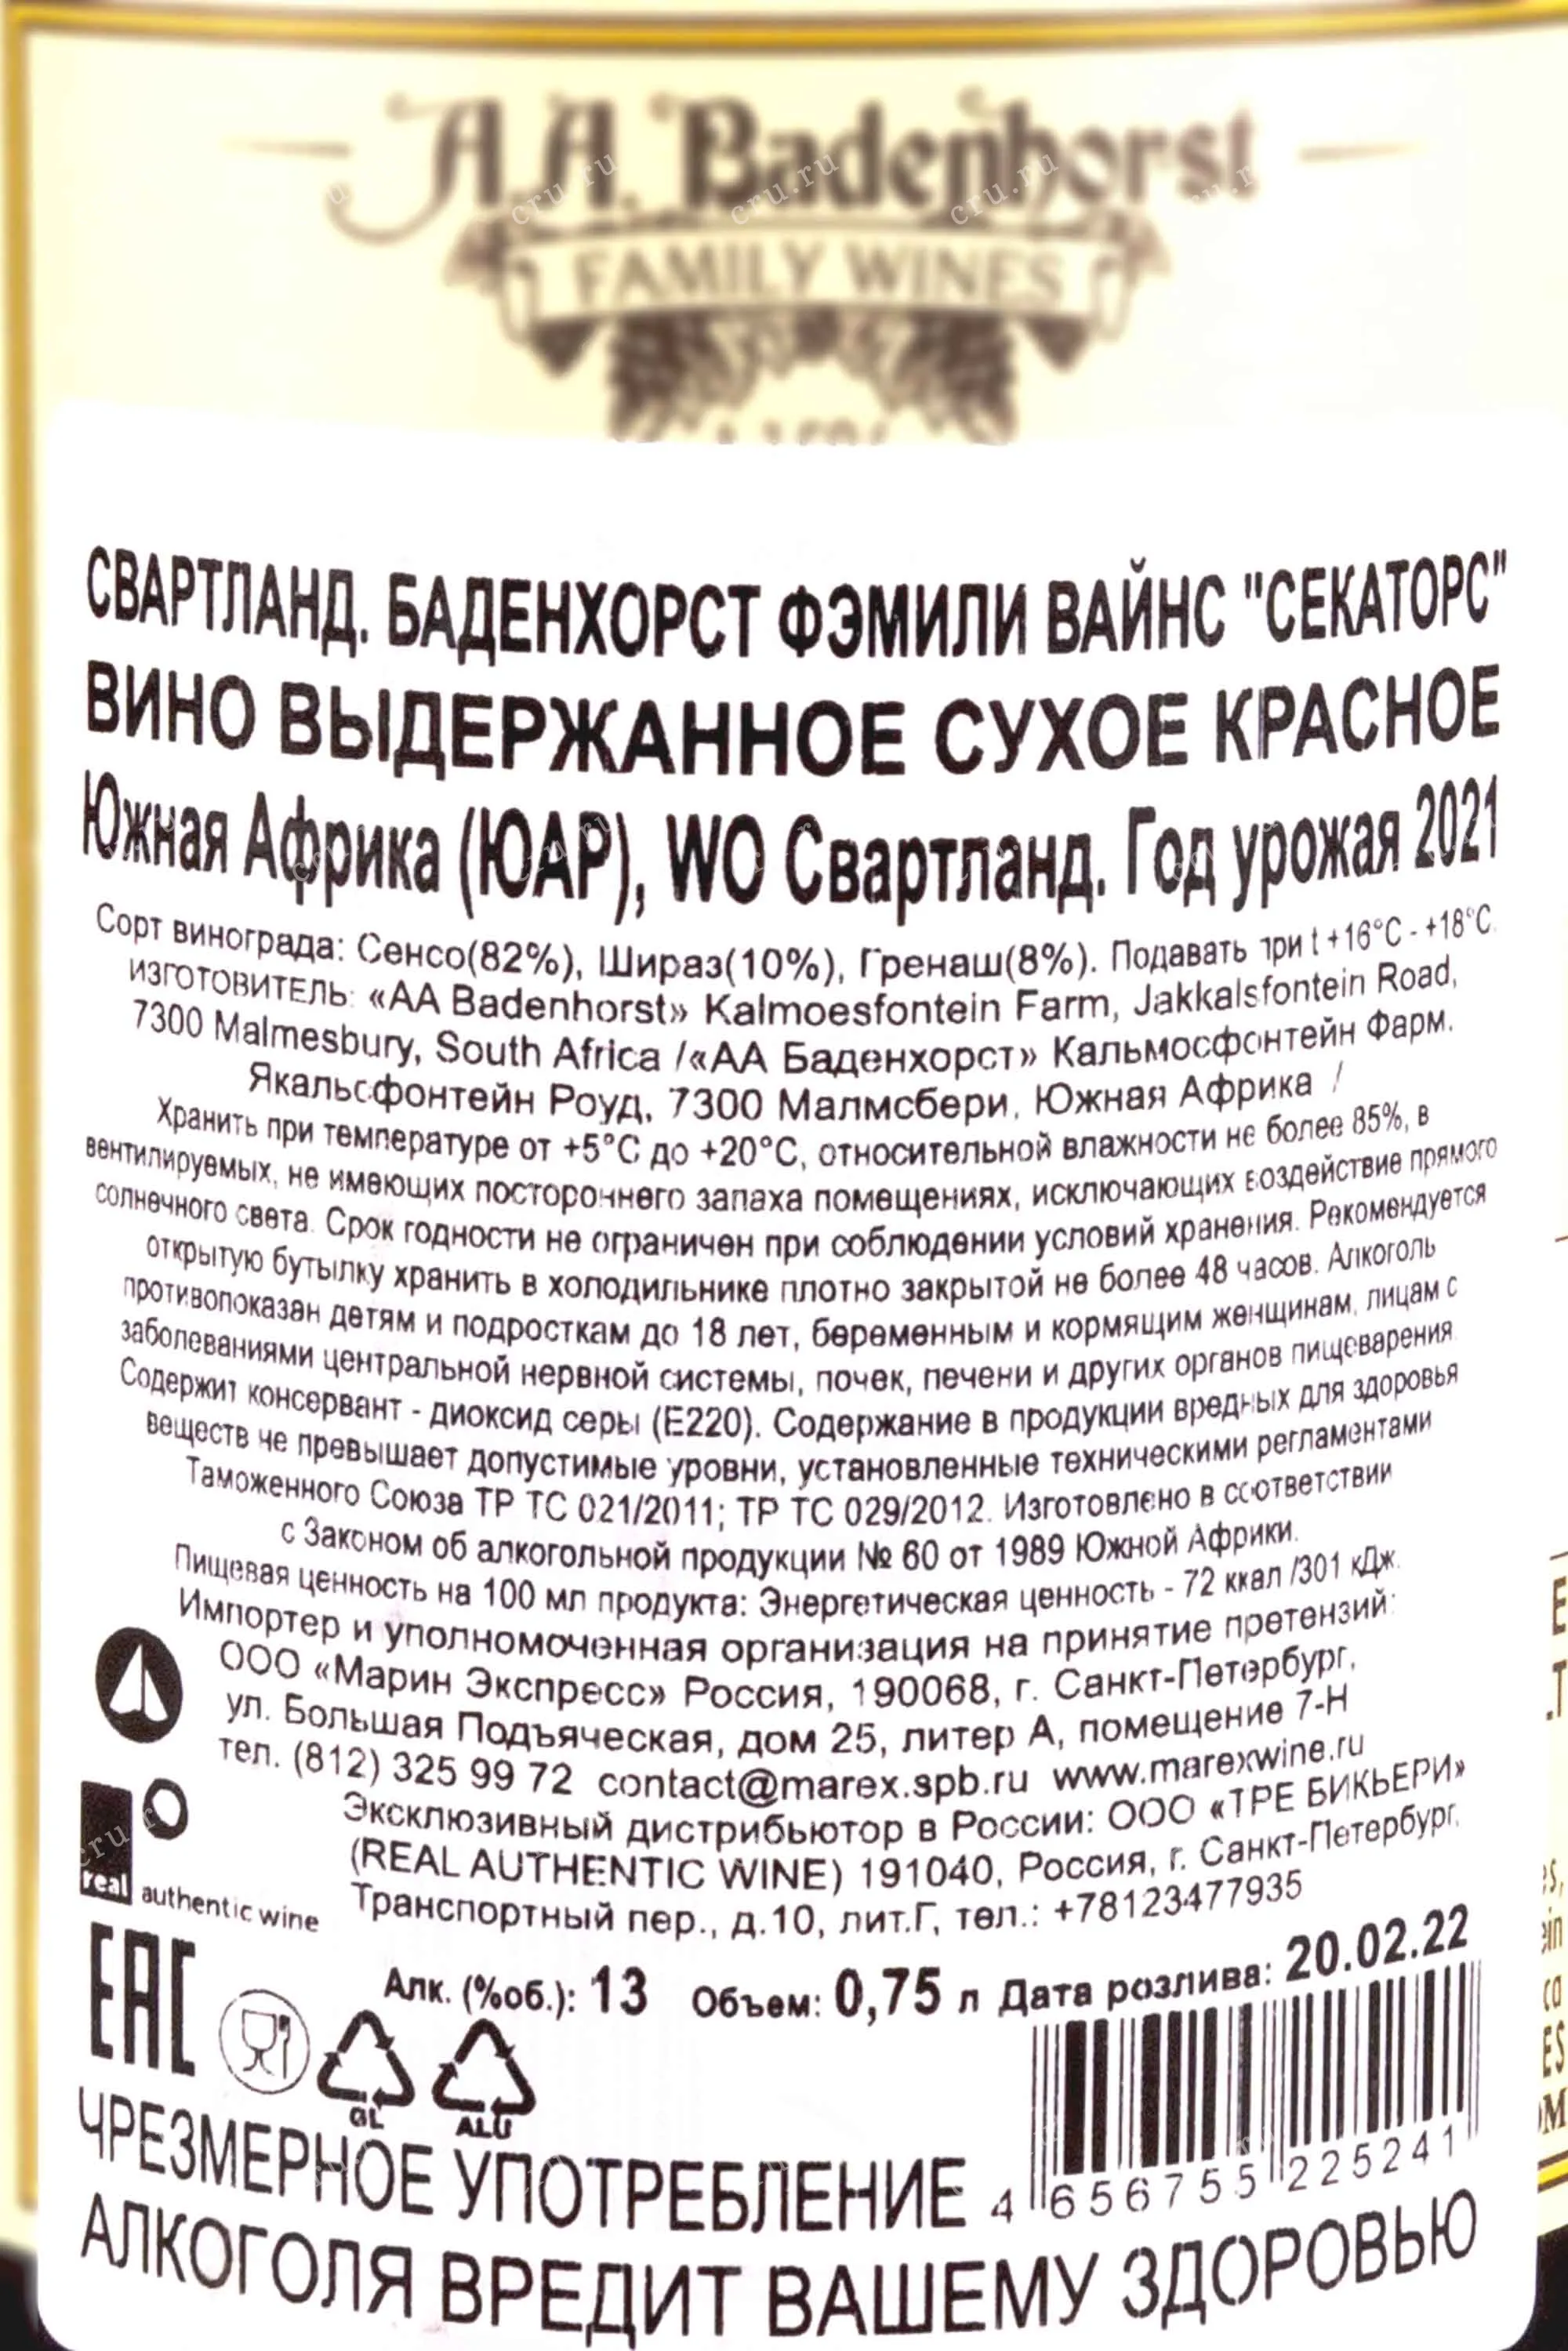 A.A. Badenhorst
FAMILY WINES
СВАРТЛАНД. БАДЕНХОРСТ ФЭМИЛИ ВАЙНС "СЕКАТОРС"
ВИНО ВЫДЕРЖАННОЕ СУХОЕ КРАСНОЕ
Южная Африка (ЮАР), WO Свартланд. Год урожая 2021
Сорт винограда: Сенсо(82%), Шираз(10%), Гренаш(8%). Подавать при t +16°C - +18°C.
ИЗГОТОВИТЕЛЬ: «AA Badenhorst» Kalmoesfontein Farm, Jakkalsfontein Road,
7300 Malmesbury, South Africa /«АА Баденхорст» Кальмосфонтейн Фарм.
Якальсфонтейн Роуд, 7300 Малмсбери, Южная Африка /
Хранить при температуре от +5°C до +20°C, относительной влажности не более 85%, в
вентилируемых, не имеющих постороннего запаха помещениях, исключающих воздействие прямого
солнечного света. Срок годности не ограничен при соблюдении условий хранения. Рекомендуется
открытую бутылку хранить в холодильнике плотно закрытой не более 48 часов. Алкоголь
противопоказан детям и подросткам до 18 лет, беременным и кормящим женщинам, лицам с
заболеваниями центральной нервной системы, почек, печени и других органов пищеварения.
Содержит консервант - диоксид серы (Е220). Содержание в продукции вредных для здоровья
веществ не превышает допустимые уровни, установленные техническими регламентами
Таможенного Союза ТР ТС 021/2011; ТР ТС 029/2012. Изготовлено в соответствии
с Законом об алкогольной продукции № 60 от 1989 Южной Африки.
Пищевая ценность на 100 мл продукта: Энергетическая ценность - 72 ккал /301 кДж.
Импортер и уполномоченная организация на принятие претензий:
ООО «Марин Экспресс» Россия, 190068, г. Санкт-Петербург,
ул. Большая Подъяческая, дом 25, литер А, помещение 7-Н
тел. (812) 325 99 72 contact@marex.spb.ru www.marexwine.ru
Эксклюзивный дистрибьютор в России: ООО «ТРЕ БИКЬЕРИ»
(REAL AUTHENTIC WINE) 191040, Россия, г. Санкт-Петербург,
Транспортный пер., д.10, лит.Г, тел.: +78123477935
real authentic wine
Алк. (%об.): 13 Объем: 0,75 л Дата розлива: 20.02.22
EAC
GL ALU
4 656755 225241
ЧРЕЗМЕРНОЕ УПОТРЕБЛЕНИЕ
АЛКОГОЛЯ ВРЕДИТ ВАШЕМУ ЗДОРОВЬЮ
cru.ru